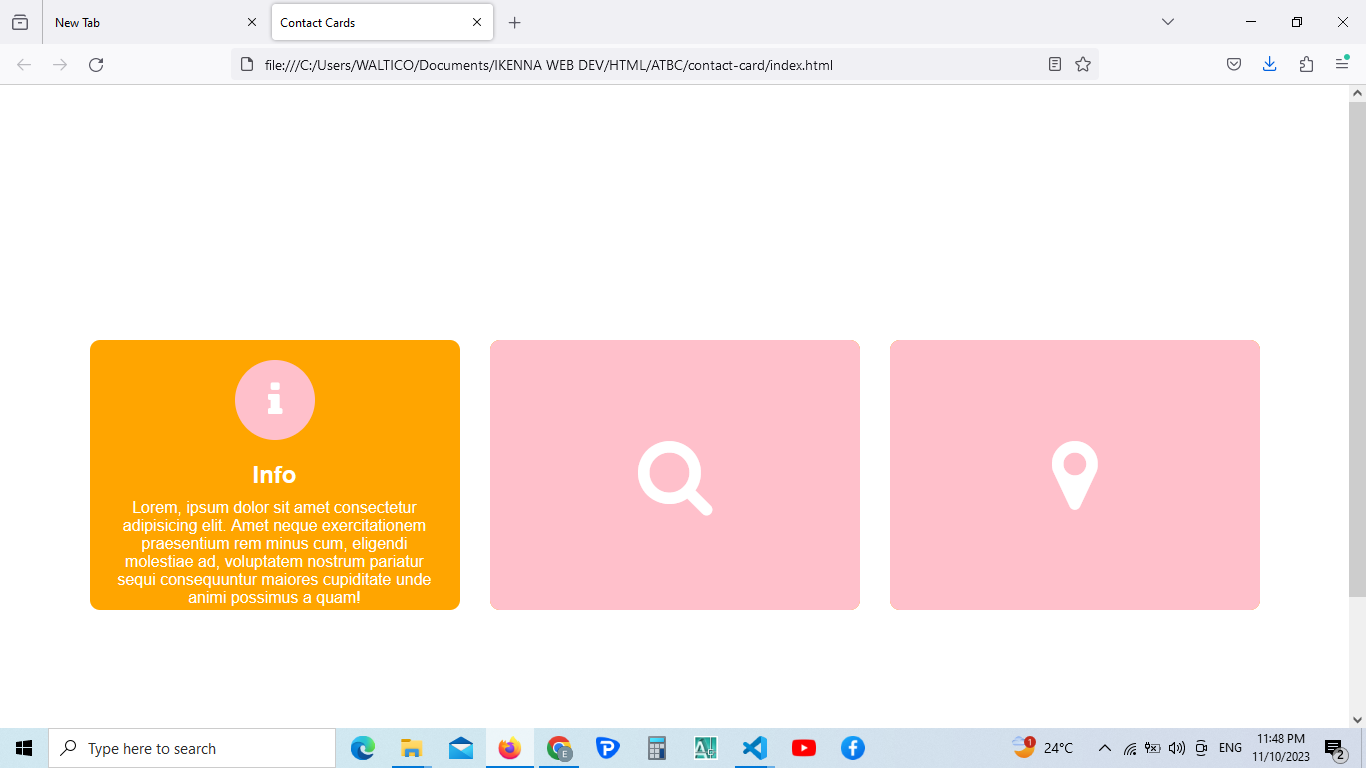 New Tab
Contact Cards
file:///C:/Users/WALTICO/Documents/IKENNA WEB DEV/HTML/ATBC/contact-card/index.html
Info
Lorem, ipsum dolor sit amet consectetur
adipisicing elit. Amet neque exercitationem
praesentium rem minus cum, eligendi
molestiae ad, voluptatem nostrum pariatur
sequi consequuntur maiores cupiditate unde
animi possimus a quam!
Type here to search
E
1
24°C
ENG
11:48 PM
11/10/2023
2